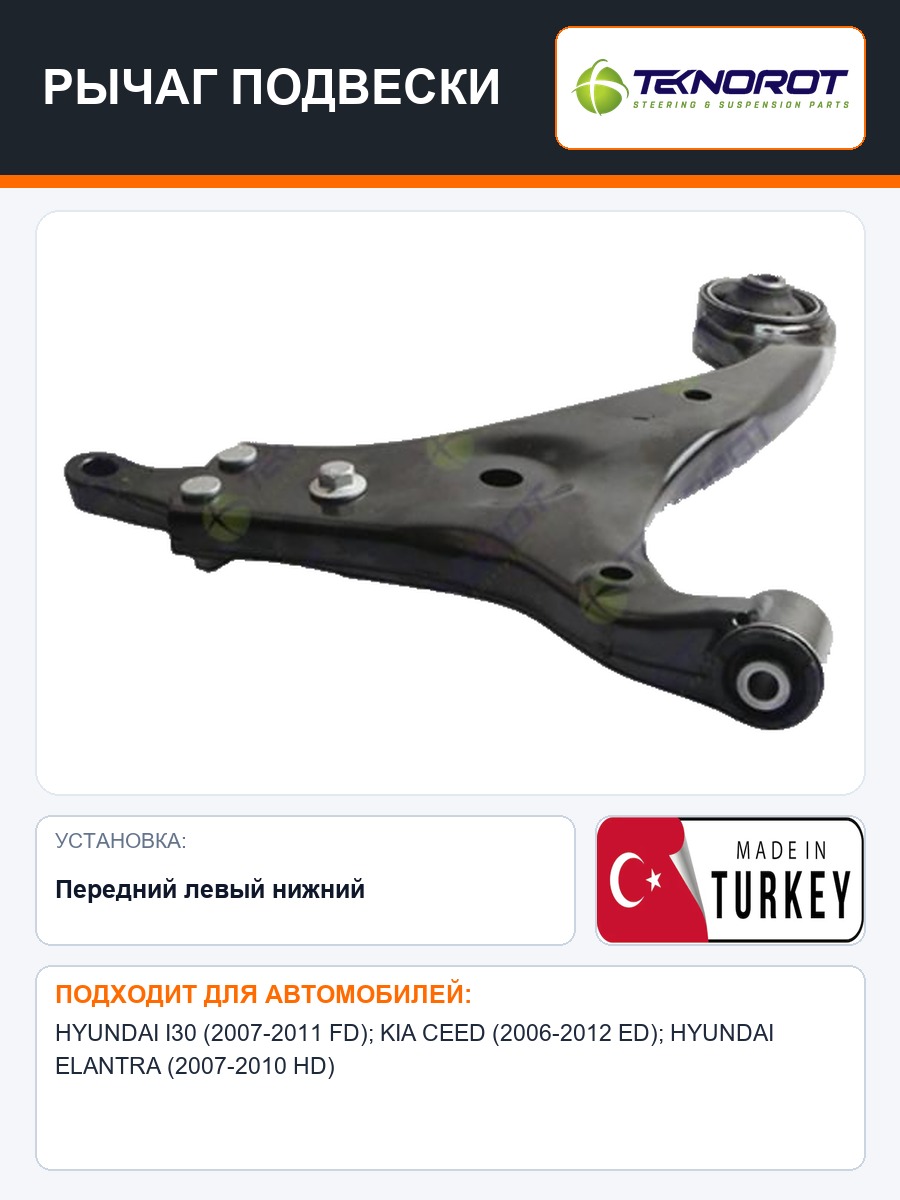 РЫЧАГ ПОДВЕСКИ
TEKNOROT
STEERING & SUSPENSION PARTS
УСТАНОВКА:
Передний левый нижний
MADE IN
TURKEY
ПОДХОДИТ ДЛЯ АВТОМОБИЛЕЙ:
HYUNDAI I30 (2007-2011 FD); KIA CEED (2006-2012 ED); HYUNDAI
ELANTRA (2007-2010 HD)